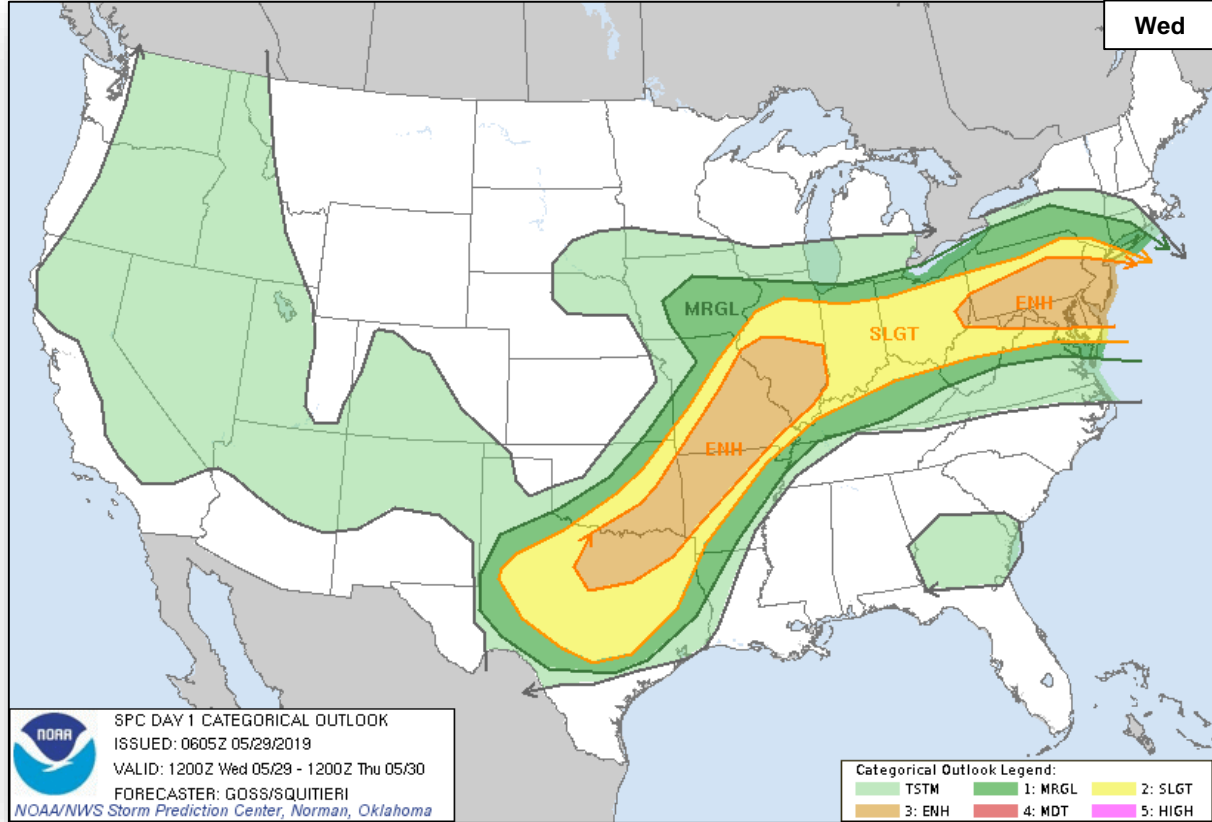 Wed
MRGL
SLGT
ENH
ENH
NOAA
SPC DAY 1 CATEGORICAL OUTLOOK
ISSUED: 0605Z 05/29/2019
VALID: 1200Z Wed 05/29 - 1200Z Thu 05/30
FORECASTER: GOSS/SQUITIERI
NOAA/NWS Storm Prediction Center, Norman, Oklahoma
Categorical Outlook Legend:
TSTM 1: MRGL 2: SLGT
3: ENH 4: MDT 5: HIGH